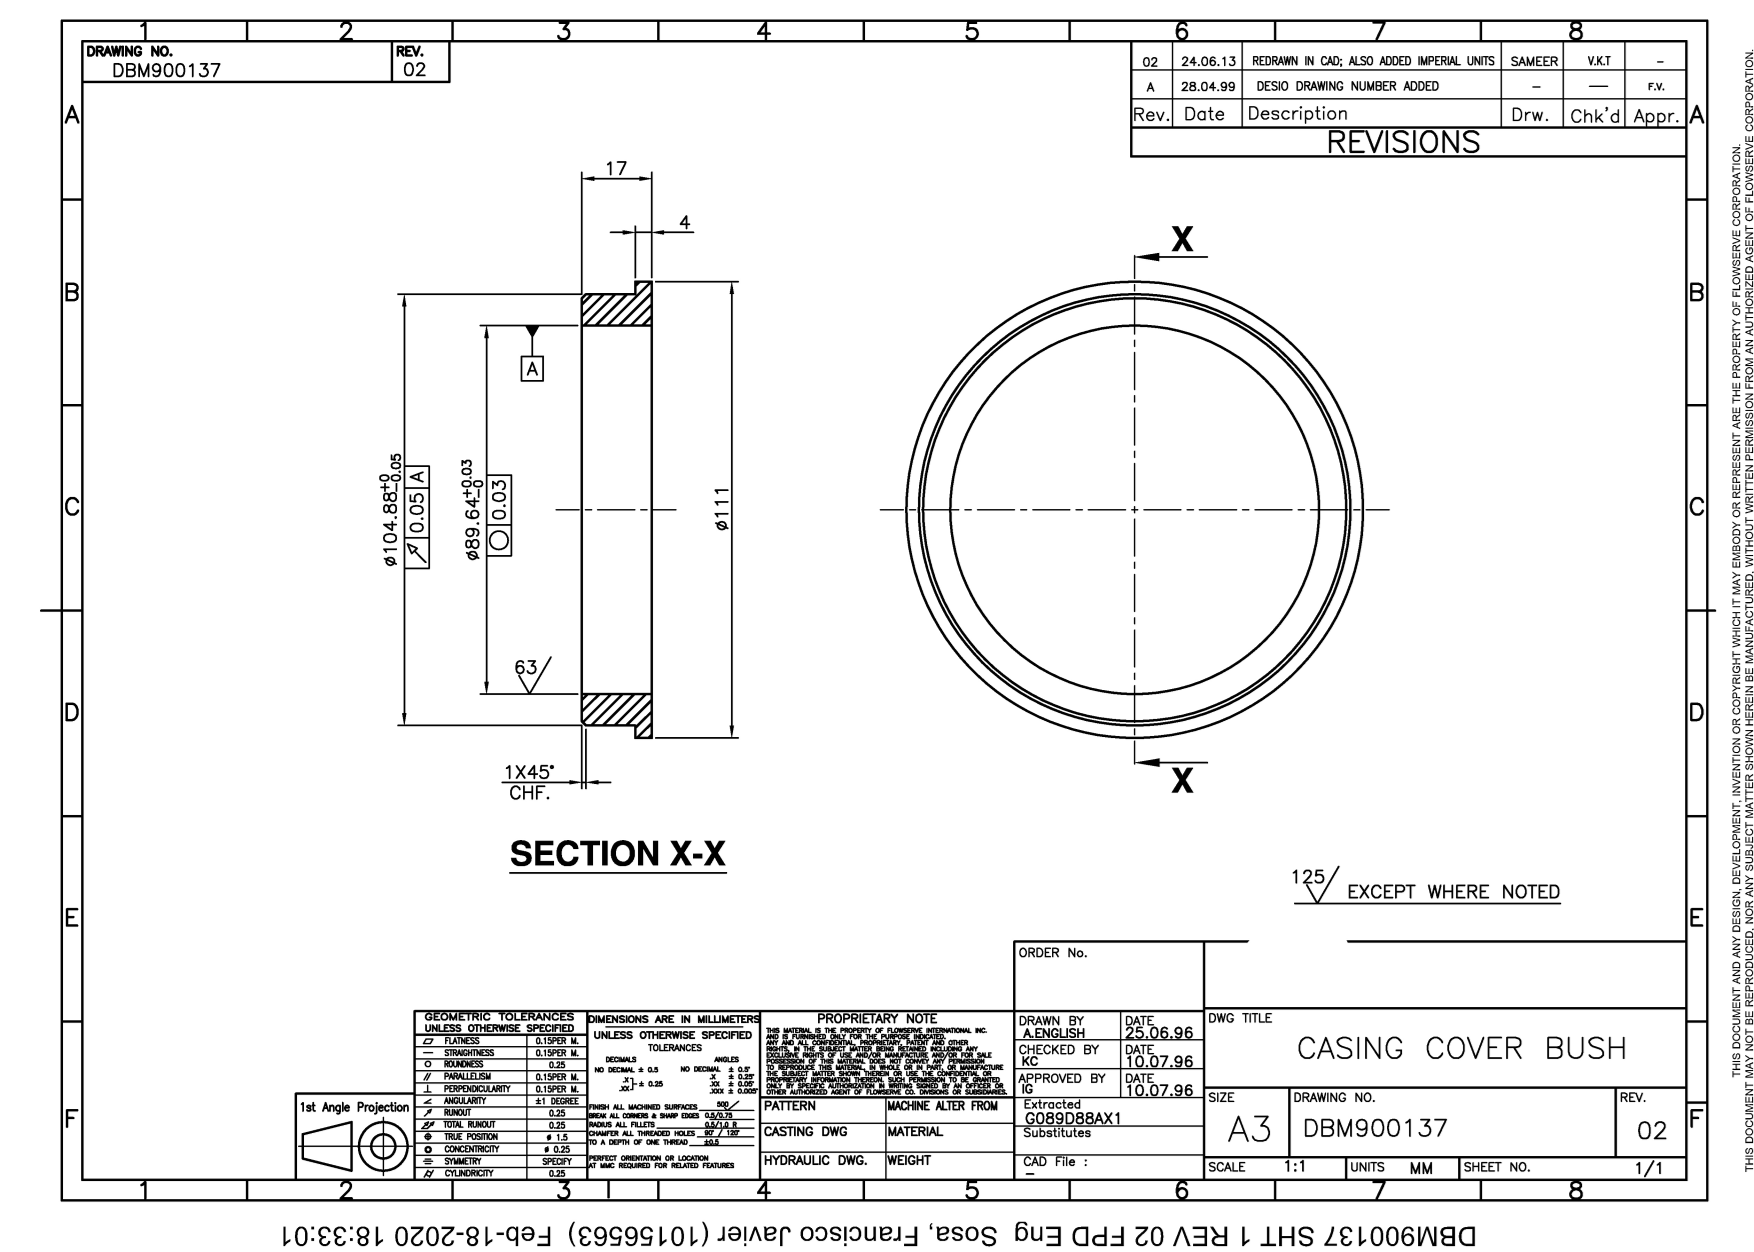 1 2 3 4 5 6 7 8
DRAWING NO.
DBM900137
REV.
02
02 24.06.13 REDRAWN IN CAD; ALSO ADDED IMPERIAL UNITS SAMEER V.K.T –
A 28.04.99 DESIO DRAWING NUMBER ADDED – — F.V.
Rev. Date Description Drw. Chk'd Appr.
REVISIONS
A
B
C
D
E
F
A
B
C
D
E
F
17
4
X
A
ø104.88 +0 -0.05
0.05 A
ø89.64 +0.03 -0
0.03
ø111
63
1X45°
CHF.
X
SECTION X-X
125 EXCEPT WHERE NOTED
1st Angle Projection
GEOMETRIC TOLERANCES
UNLESS OTHERWISE SPECIFIED
FLATNESS 0.15PER M.
STRAIGHTNESS 0.15PER M.
ROUNDNESS 0.25
PARALLELISM 0.15PER M.
PERPENDICULARITY 0.15PER M.
ANGULARITY ±1 DEGREE
RUNOUT 0.25
TOTAL RUNOUT 0.25
TRUE POSITION ø 1.5
CONCENTRICITY ø 0.25
SYMMETRY SPECIFY
CYLINDRICITY 0.25
DIMENSIONS ARE IN MILLIMETERS
UNLESS OTHERWISE SPECIFIED
TOLERANCES
DECIMALS ANGLES
NO DECIMAL ± 0.5 NO DECIMAL ± 0.5°
.X .XX ± 0.25
.X ± 0.25°
.XX ± 0.05°
.XXX ± 0.005°
FINISH ALL MACHINED SURFACES 500
BREAK ALL CORNERS & SHARP EDGES 0.5/0.75
RADIUS ALL FILLETS 0.5/1.0 R
CHAMFER ALL THREADED HOLES 90° / 120°
TO A DEPTH OF ONE THREAD ±0.5
PERFECT ORIENTATION OR LOCATION
AT MMC REQUIRED FOR RELATED FEATURES
PROPRIETARY NOTE
THIS MATERIAL IS THE PROPERTY OF FLOWSERVE INTERNATIONAL INC.
AND IS FURNISHED ONLY FOR THE PURPOSE INDICATED.
ANY AND ALL CONFIDENTIAL, PROPRIETARY, PATENT AND OTHER
RIGHTS, IN THE SUBJECT MATTER BEING RETAINED INCLUDING ANY
EXCLUSIVE RIGHTS OF USE AND/OR MANUFACTURE AND/OR FOR SALE
POSSESSION OF THIS MATERIAL DOES NOT CONVEY ANY PERMISSION
TO REPRODUCE THIS MATERIAL, IN WHOLE OR IN PART, OR MANUFACTURE
THE SUBJECT MATTER SHOWN THEREIN OR USE THE CONFIDENTIAL OR
PROPRIETARY INFORMATION THEREIN. SUCH PERMISSION TO BE GRANTED
ONLY BY SPECIFIC AUTHORIZATION IN WRITING SIGNED BY AN OFFICER OR
OTHER AUTHORIZED AGENT OF FLOWSERVE CO. DIVISIONS OR SUBSIDIARIES.
PATTERN
MACHINE ALTER FROM
CASTING DWG
MATERIAL
HYDRAULIC DWG.
WEIGHT
ORDER No.
DRAWN BY
A.ENGLISH
DATE
25.06.96
CHECKED BY
KC
DATE
10.07.96
APPROVED BY
IG
DATE
10.07.96
Extracted
G089D88AX1
Substitutes
CAD File :
–
DWG TITLE
CASING COVER BUSH
SIZE
A3
DRAWING NO.
DBM900137
REV.
02
SCALE 1:1
UNITS MM
SHEET NO. 1/1
1 2 3 4 5 6 7 8
THIS DOCUMENT AND ANY DESIGN, DEVELOPMENT, INVENTION OR COPYRIGHT WHICH IT MAY EMBODY OR REPRESENT ARE THE PROPERTY OF FLOWSERVE CORPORATION.
THIS DOCUMENT MAY NOT BE REPRODUCED, NOR ANY SUBJECT MATTER SHOWN HEREIN BE MANUFACTURED, WITHOUT WRITTEN PERMISSION FROM AN AUTHORIZED AGENT OF FLOWSERVE CORPORATION.
DBM900137 SHT 1 REV 02 FPD Eng Sosa, Francisco Javier (10156563) Feb-18-2020 18:33:01